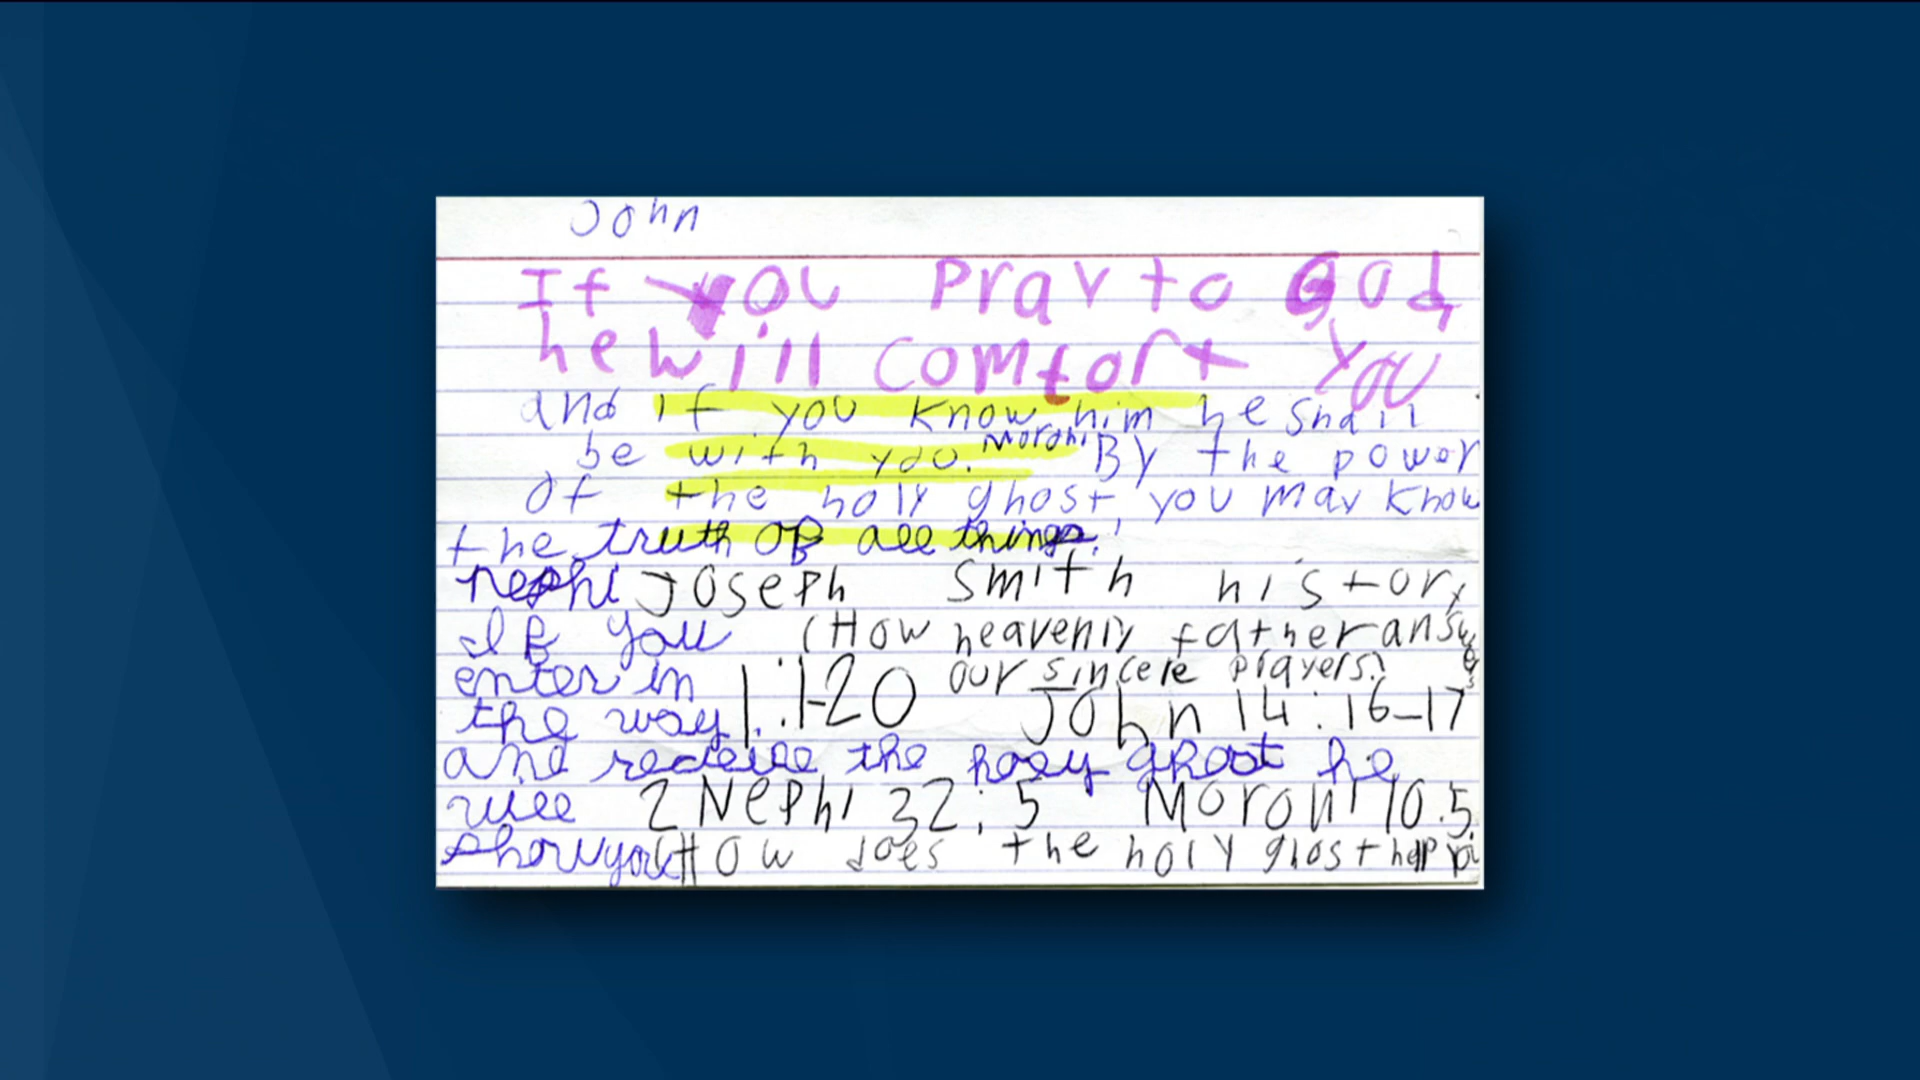 John
If you Pray to God,
he will comfort you
and if you know him he shall
be with you. Moroni By the power
of the holy ghost, you may know
the truth of all things.
Nephi Joseph Smith history
If you (How heavenly father answers
enter in 1:1-20 our sincere prayers.)
the way John 14:16-17
and receive the holy ghost he
will 2 Nephi 32:5 Moroni 10.5
show you (How does the holy ghost